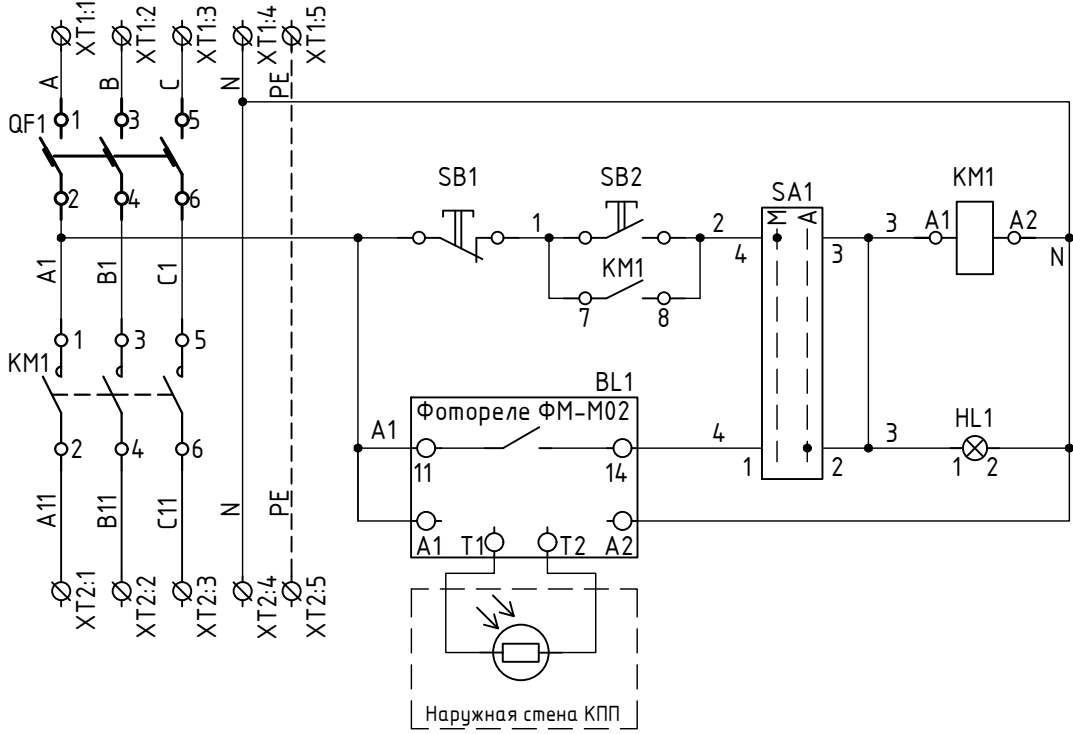 XT1:1 XT1:2 XT1:3 XT1:4 XT1:5
A B C N PE
QF1 1 3 5
2 4 6
SB1 SB2 SA1 KM1
M A
1 2 3 A1 A2
4 3 N
KM1
7 8
A1 B1 C1
1 3 5
KM1
2 4 6
BL1
Фотореле ФМ-М02
A1 4 3 HL1
11 14 1 2 1 2
A1 T1 T2 A2
A11 B11 C11 N PE
XT2:1 XT2:2 XT2:3 XT2:4 XT2:5
Наружная стена КПП